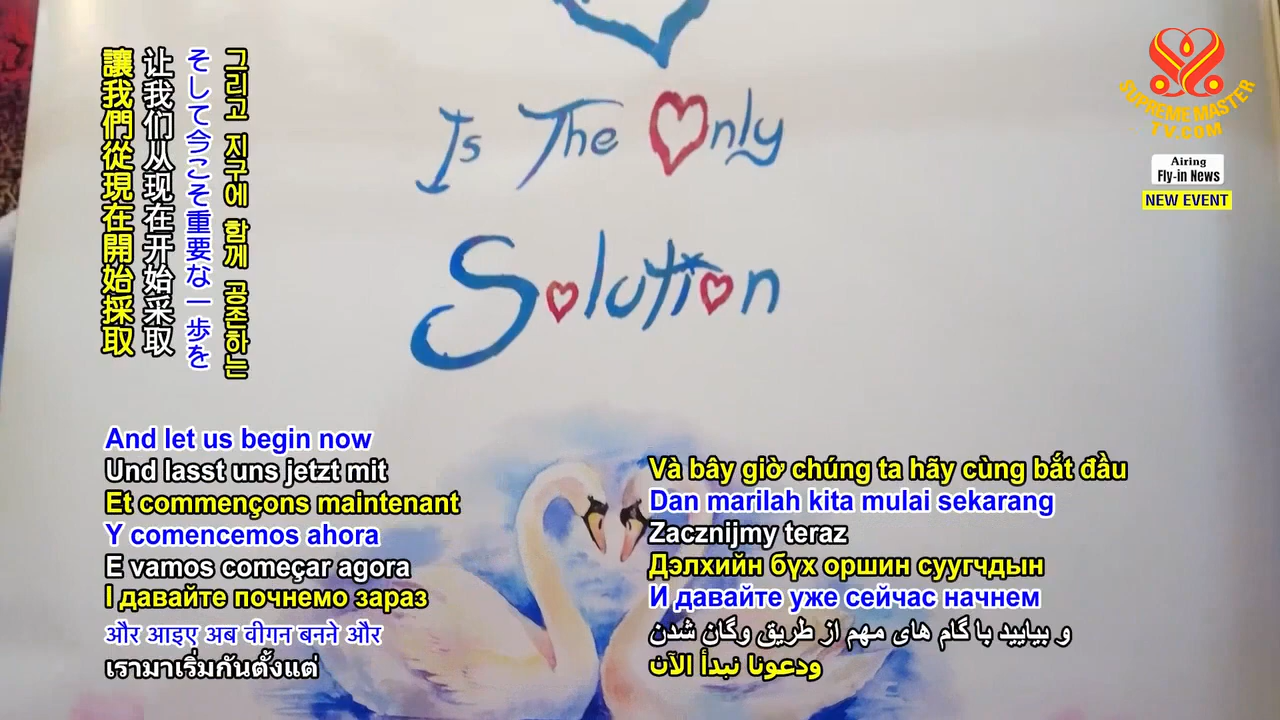 Is The Only
Solution
SUPREME MASTER
TV.COM
Airing
Fly-in News
NEW EVENT
讓我們從現在開始採取
让我们从现在开始采取
そして今こそ重要な一歩を
그리고 지구에 함께 공존하는
And let us begin now
Und lasst uns jetzt mit
Et commençons maintenant
Y comencemos ahora
E vamos começar agora
І давайте почнемо зараз
और आइए अब वीगन बनने और
เรามาเริ่มกันตั้งแต่
Và bây giờ chúng ta hãy cùng bắt đầu
Dan marilah kita mulai sekarang
Zacznijmy teraz
Дэлхийн бүх оршин суугчдын
И давайте уже сейчас начнем
و بیایید با گام های مهم از طریق وگان شدن
ودعونا نبدأ الآن